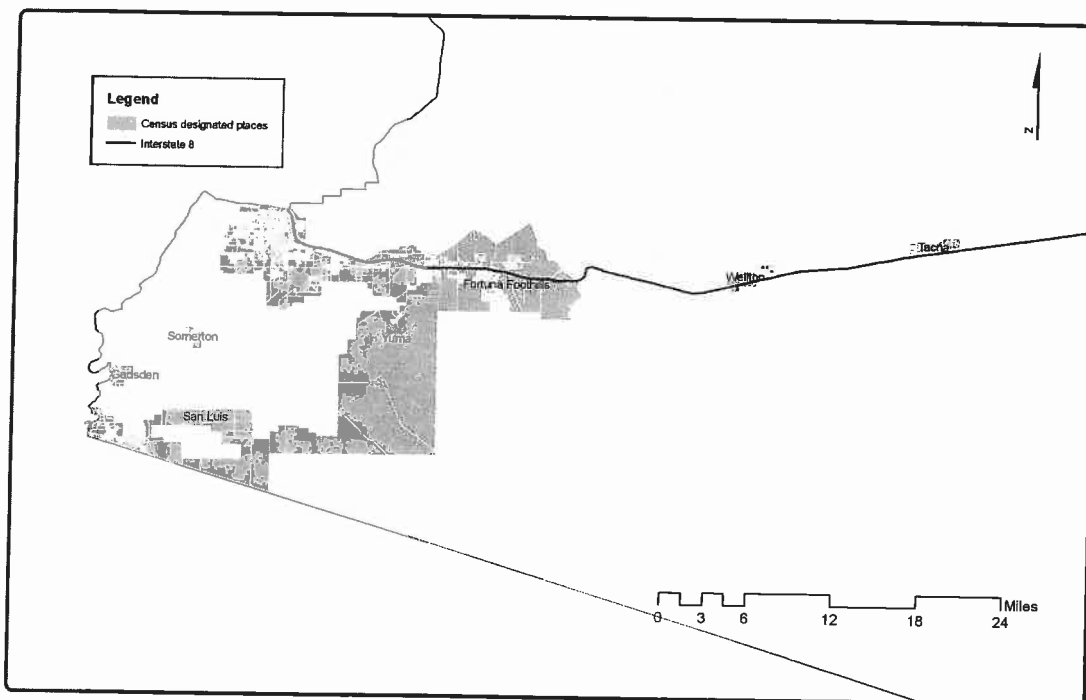 Legend
Census designated places
Interstate 8
N
Tacna
Wellton
Fortuna Foothills
Somerton
Yuma
Gadsden
San Luis
0 3 6 12 18 24 Miles